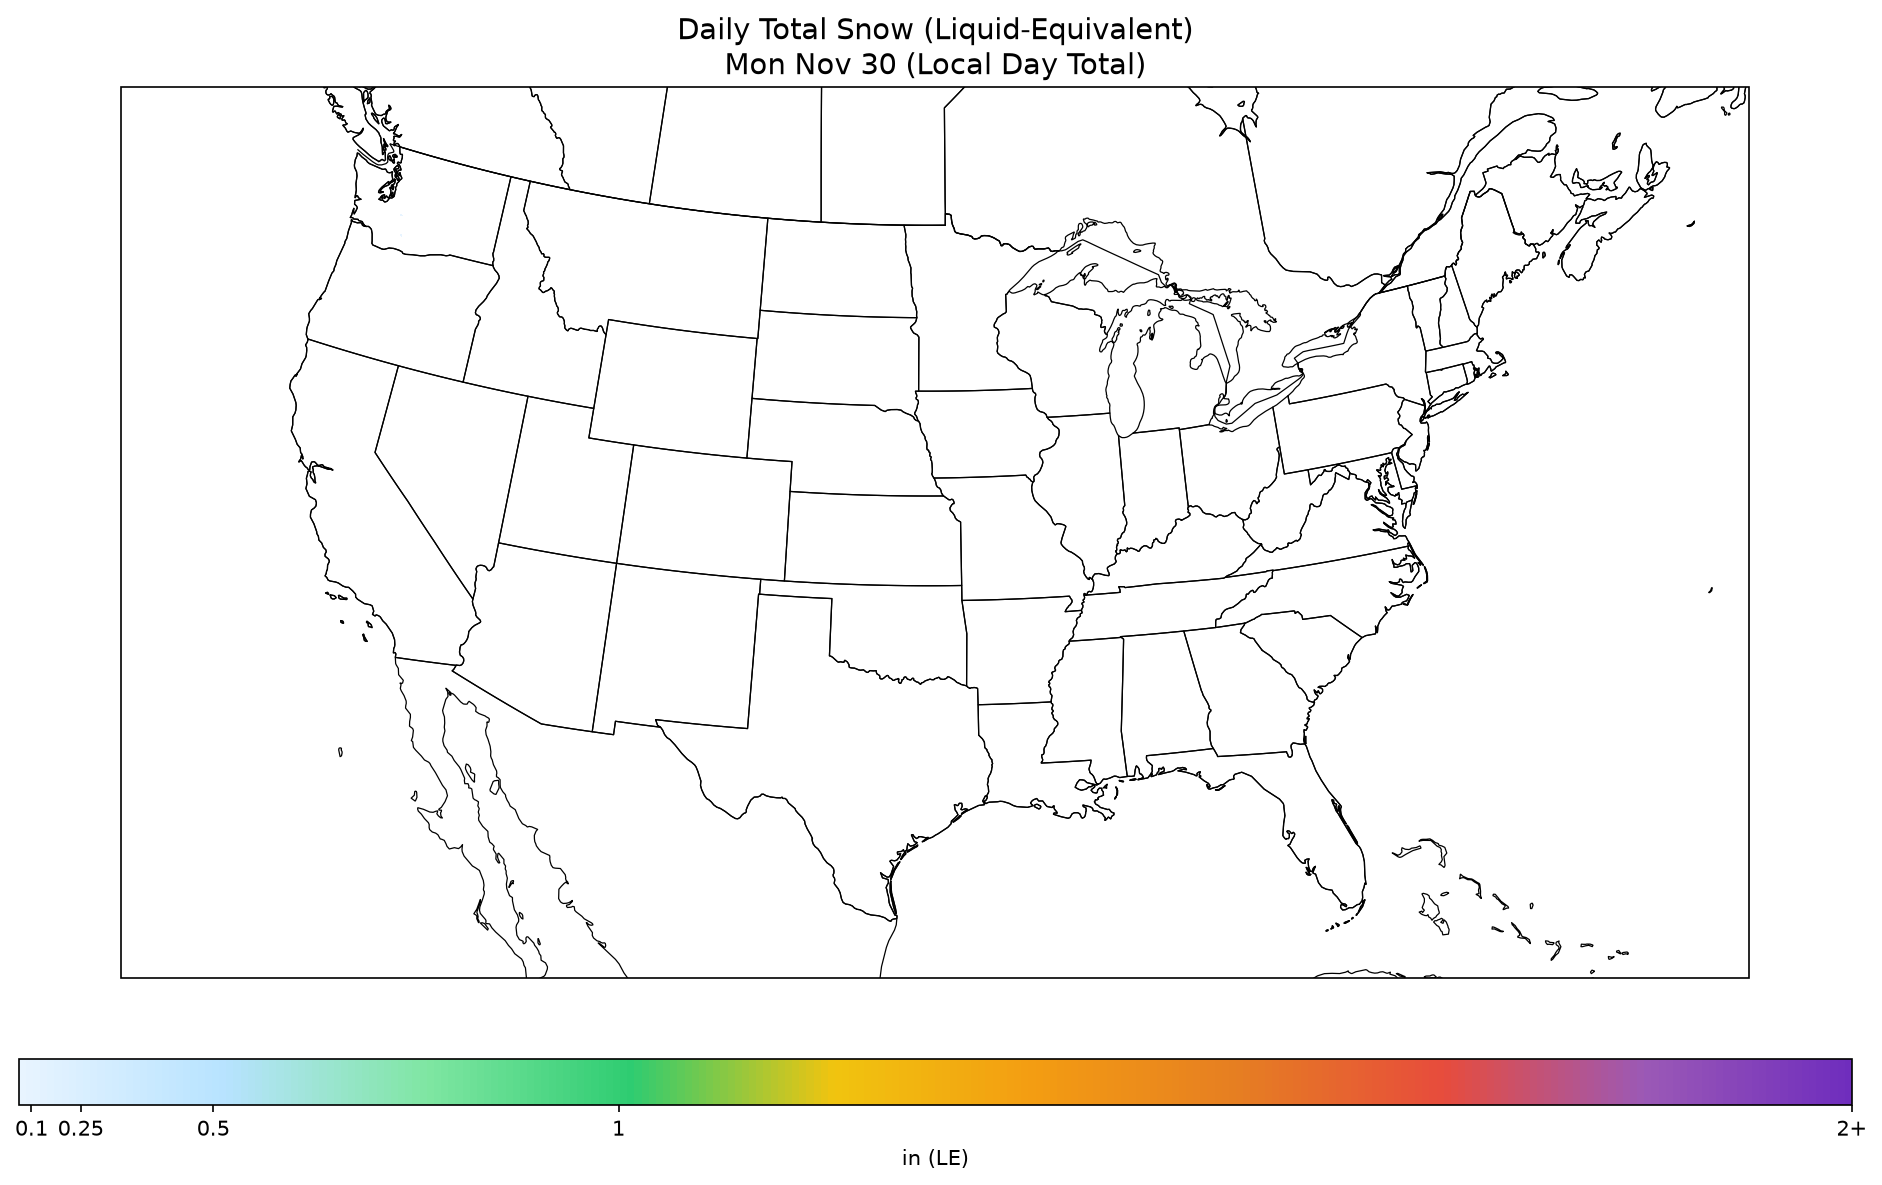 Daily Total Snow (Liquid-Equivalent)
Mon Nov 30 (Local Day Total)
0.1 0.25 0.5 1 2+
in (LE)